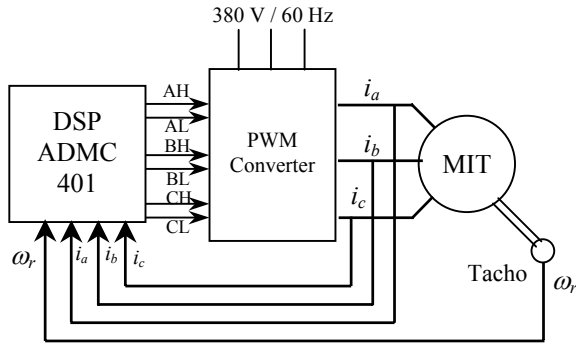 380 V / 60 Hz
DSP
ADMC
401
AH
AL
BH
BL
CH
CL
PWM
Converter
i_a
i_b
i_c
MIT
ω_r
i_a
i_b
i_c
Tacho
ω_r